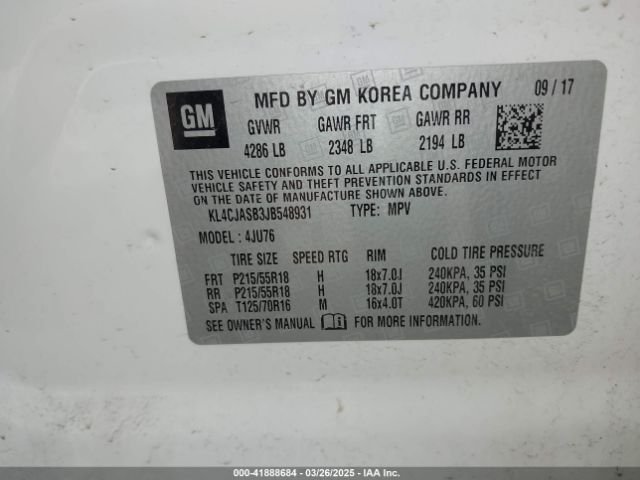 GM
MFD BY GM KOREA COMPANY 09/17
GVWR GAWR FRT GAWR RR
4286 LB 2348 LB 2194 LB
THIS VEHICLE CONFORMS TO ALL APPLICABLE U.S. FEDERAL MOTOR
VEHICLE SAFETY AND THEFT PREVENTION STANDARDS IN EFFECT
ON THE DATE OF MANUFACTURE SHOWN ABOVE.
KL4CJASB3JB548931 TYPE: MPV
MODEL: 4JU76
TIRE SIZE SPEED RTG RIM COLD TIRE PRESSURE
FRT P215/55R18 H 18x7.0J 240KPA, 35 PSI
RR P215/55R18 H 18x7.0J 240KPA, 35 PSI
SPA T125/70R16 M 16x4.0T 420KPA, 60 PSI
SEE OWNER'S MANUAL FOR MORE INFORMATION.
000-41888684 - 03/26/2025 - IAA Inc.